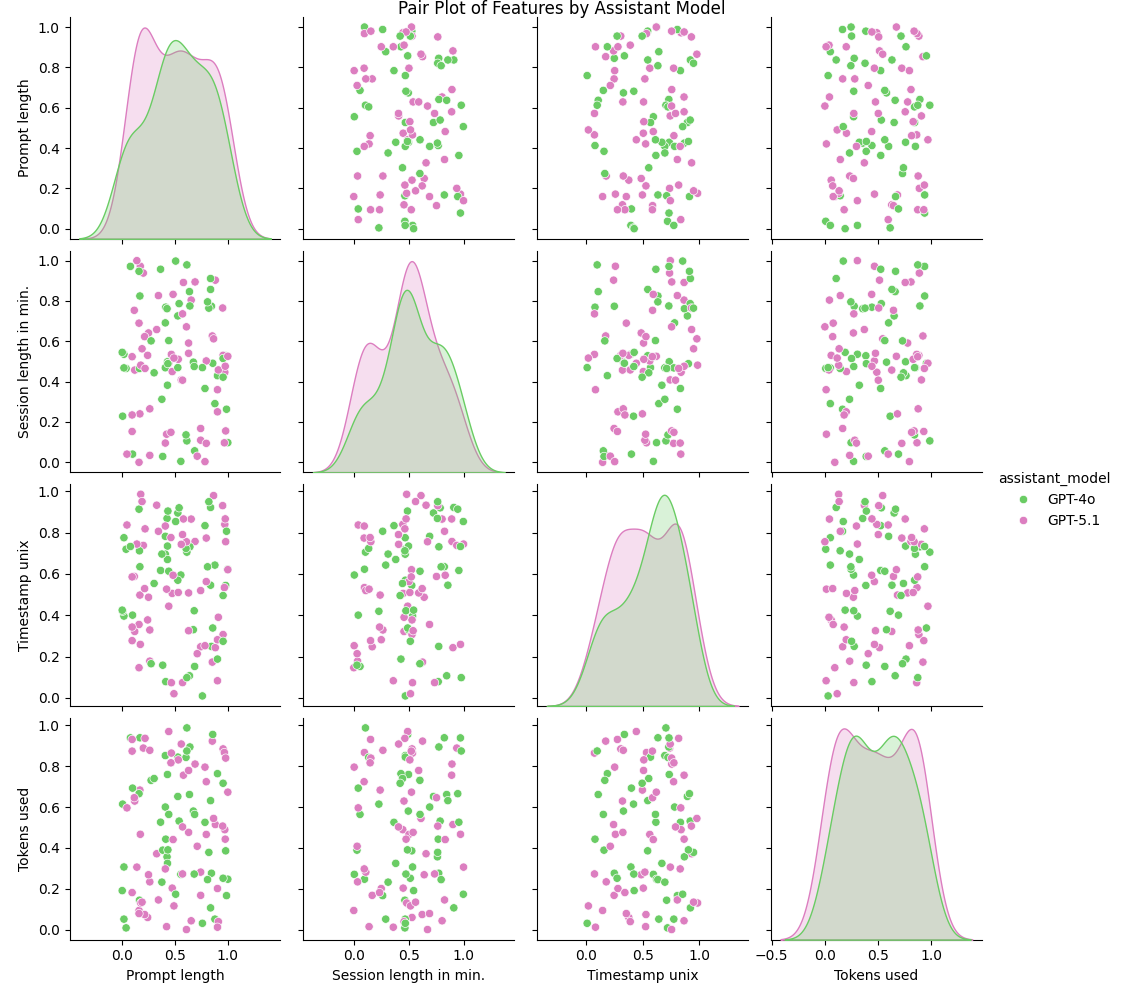 Pair Plot of Features by Assistant Model
1.0
0.8
0.6
0.4
0.2
0.0
Prompt length
1.0
0.8
0.6
0.4
0.2
0.0
Session length in min.
assistant_model
GPT-4o
GPT-5.1
1.0
0.8
0.6
0.4
0.2
0.0
Timestamp unix
1.0
0.8
0.6
0.4
0.2
0.0
Tokens used
0.0 0.5 1.0
0.0 0.5 1.0
0.0 0.5 1.0
−0.5 0.0 0.5 1.0
Prompt length
Session length in min.
Timestamp unix
Tokens used